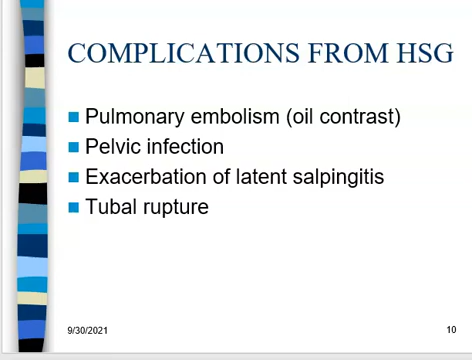 COMPLICATIONS FROM HSG
Pulmonary embolism (oil contrast)
Pelvic infection
Exacerbation of latent salpingitis
Tubal rupture
9/30/2021
10